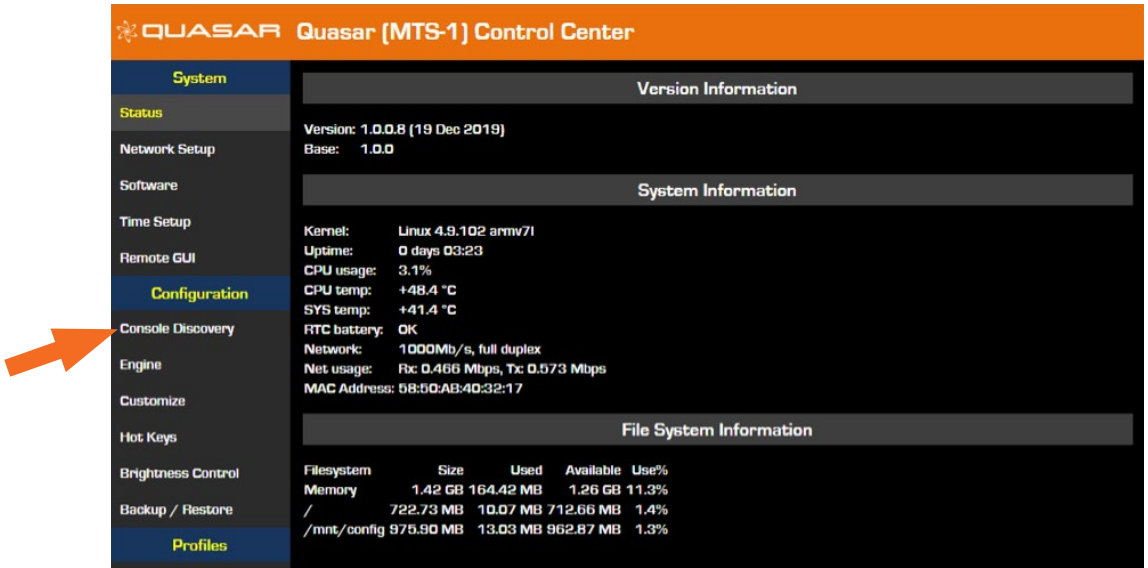 QUASAR Quasar (MTS-1) Control Center
System
Status
Network Setup
Software
Time Setup
Remote GUI
Configuration
Console Discovery
Engine
Customize
Hot Keys
Brightness Control
Backup / Restore
Profiles
Version Information
Version: 1.0.0.8 (19 Dec 2019)
Base: 1.0.0
System Information
Kernel: Linux 4.9.102 armv7l
Uptime: 0 days 03:23
CPU usage: 3.1%
CPU temp: +48.4 °C
SYS temp: +41.4 °C
RTC battery: OK
Network: 1000Mb/s, full duplex
Net usage: Rx: 0.466 Mbps, Tx: 0.573 Mbps
MAC Address: 58:50:AB:40:32:17
File System Information
Filesystem Size Used Available Use%
Memory 1.42 GB 164.42 MB 1.26 GB 11.3%
/ 722.73 MB 10.07 MB 712.66 MB 1.4%
/mnt/config 975.90 MB 13.03 MB 962.87 MB 1.3%